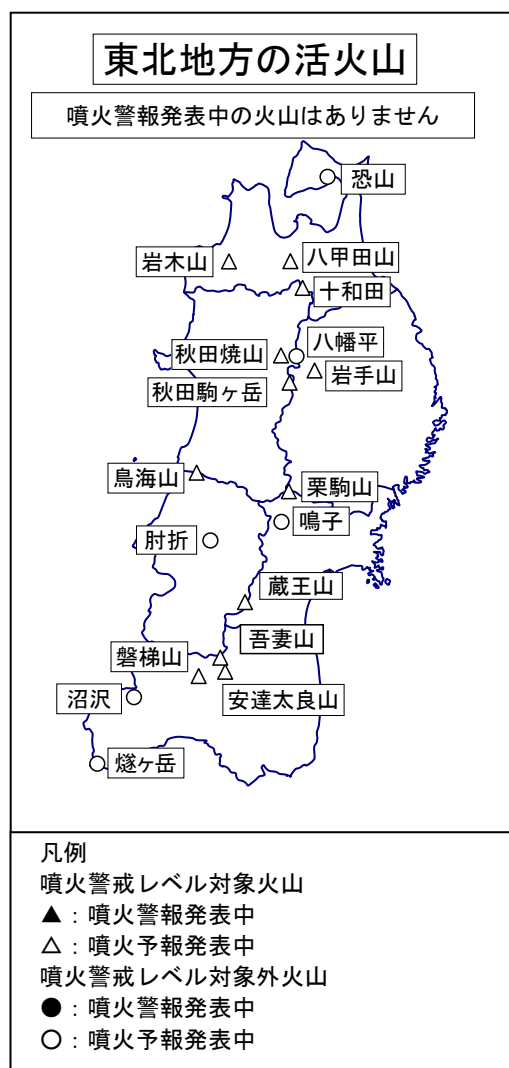 東北地方の活火山
噴火警報発表中の火山はありません
恐山
岩木山
八甲田山
十和田
八幡平
秋田焼山
岩手山
秋田駒ヶ岳
鳥海山
栗駒山
鳴子
肘折
蔵王山
吾妻山
磐梯山
沼沢
安達太良山
燧ヶ岳
凡例
噴火警戒レベル対象火山
▲：噴火警報発表中
△：噴火予報発表中
噴火警戒レベル対象外火山
●：噴火警報発表中
○：噴火予報発表中